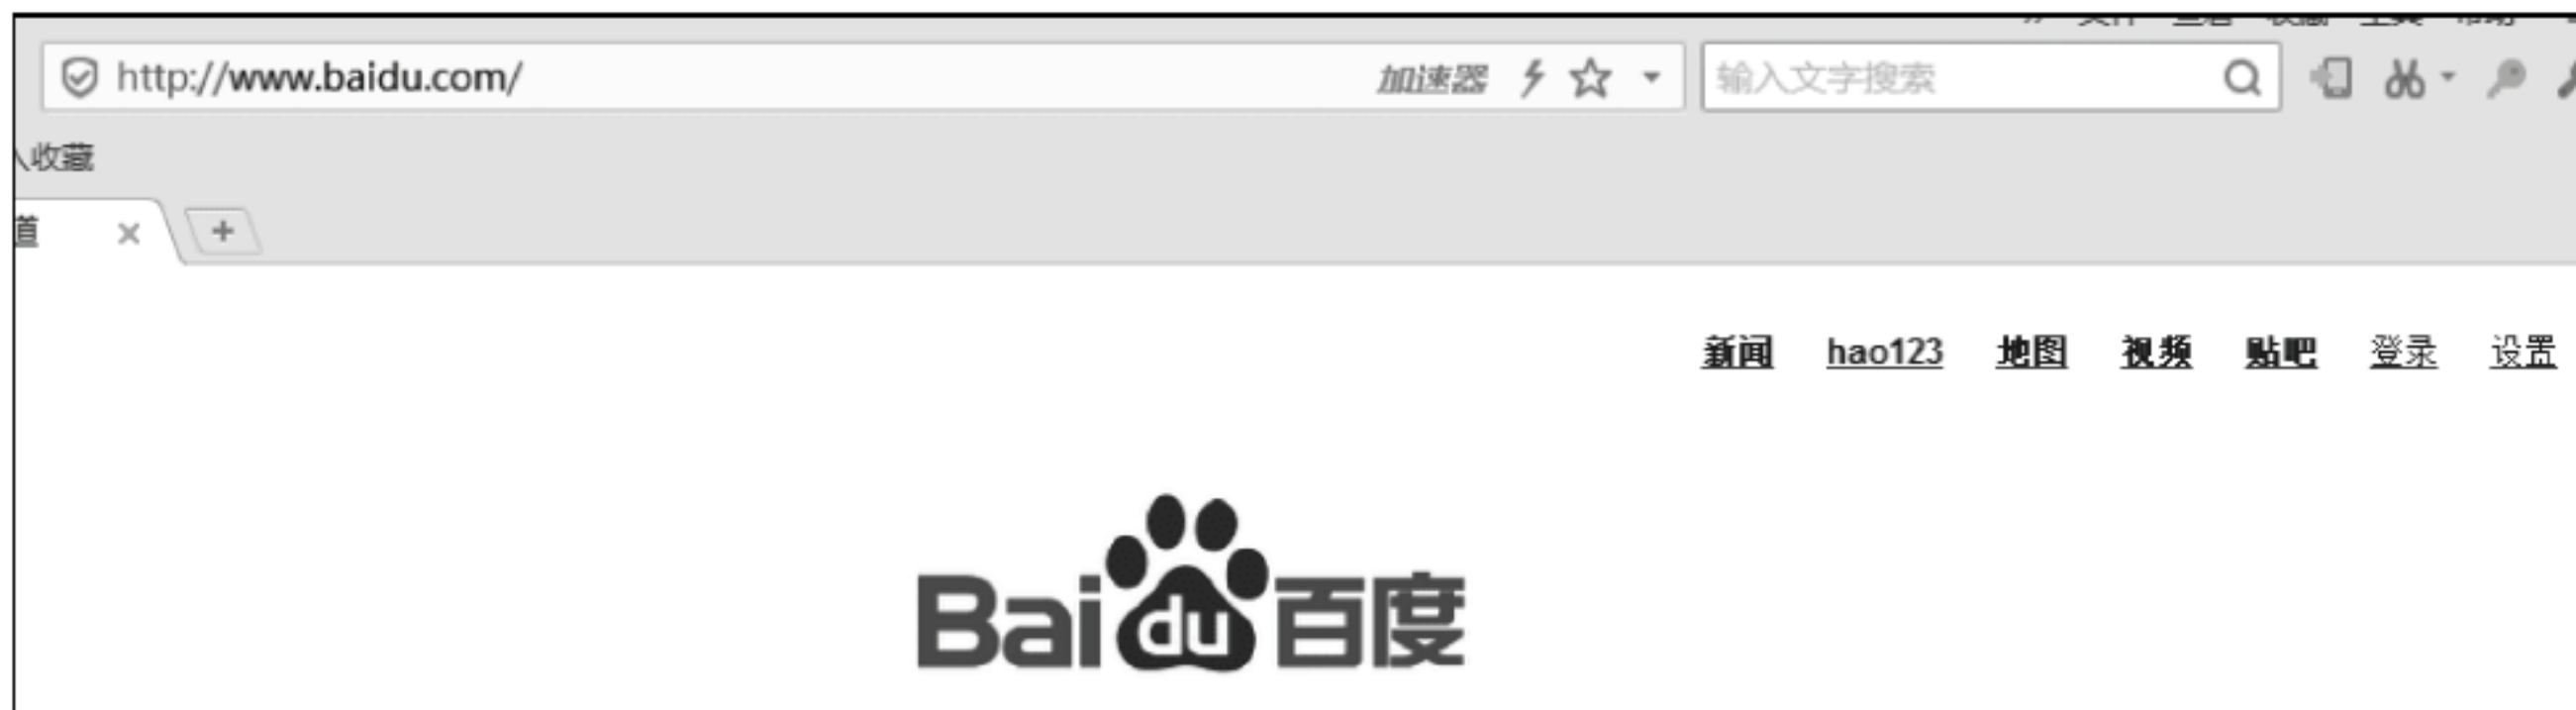 http://www.baidu.com/ 加速器 输入文字搜索
收藏
道
新闻 hao123 地图 视频 贴吧 登录 设置
Bai du 百度